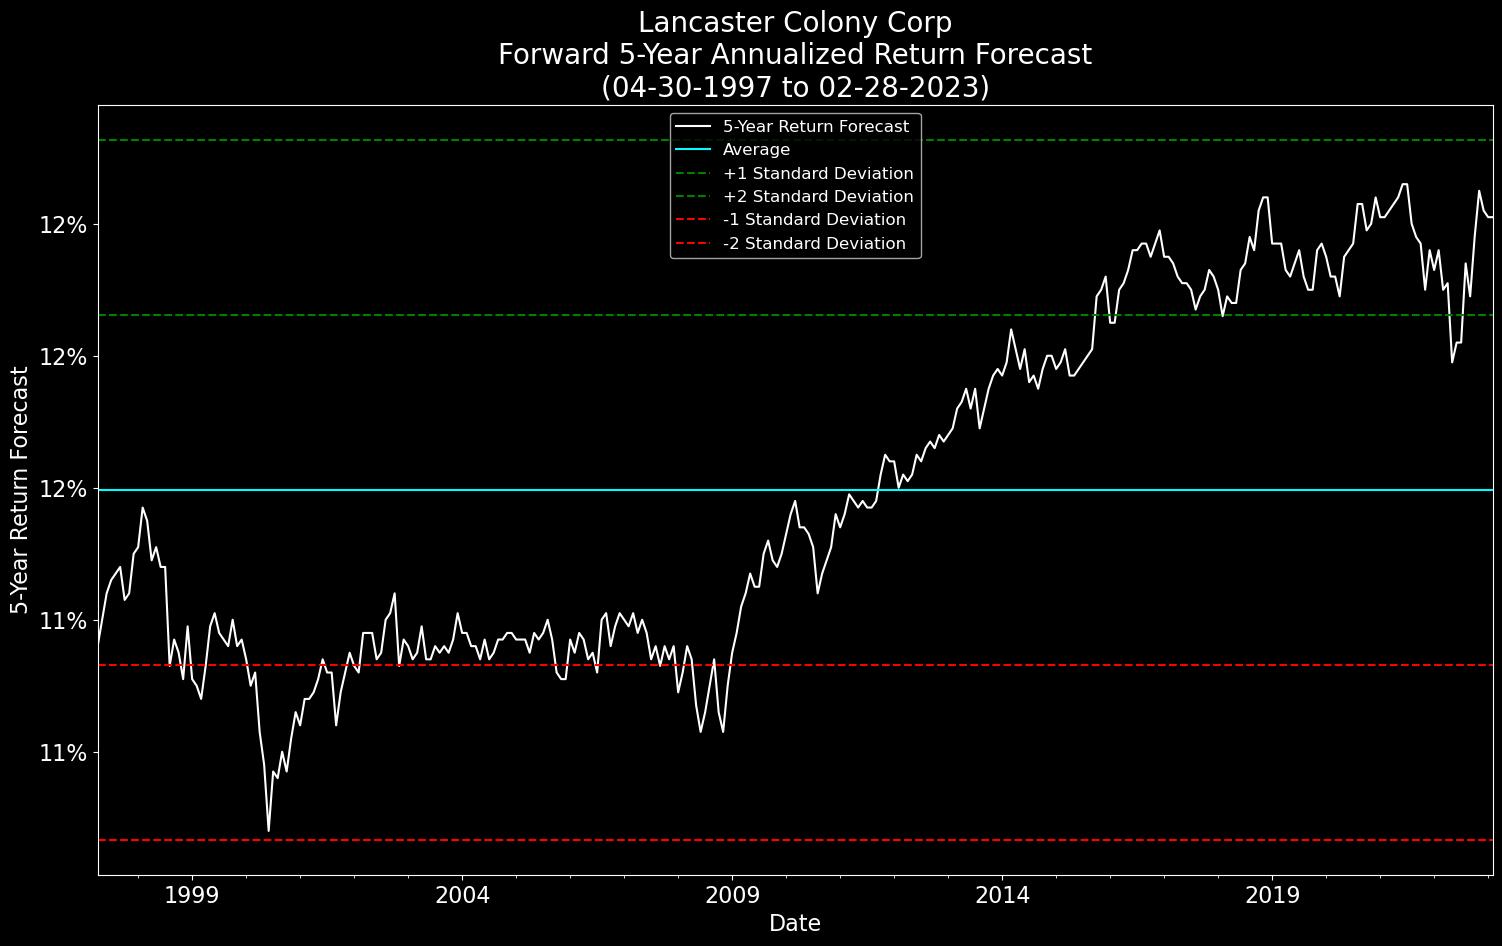 Lancaster Colony Corp
Forward 5-Year Annualized Return Forecast
(04-30-1997 to 02-28-2023)
5-Year Return Forecast
Average
+1 Standard Deviation
+2 Standard Deviation
-1 Standard Deviation
-2 Standard Deviation
12%
12%
12%
11%
11%
5-Year Return Forecast
1999 2004 2009 2014 2019
Date